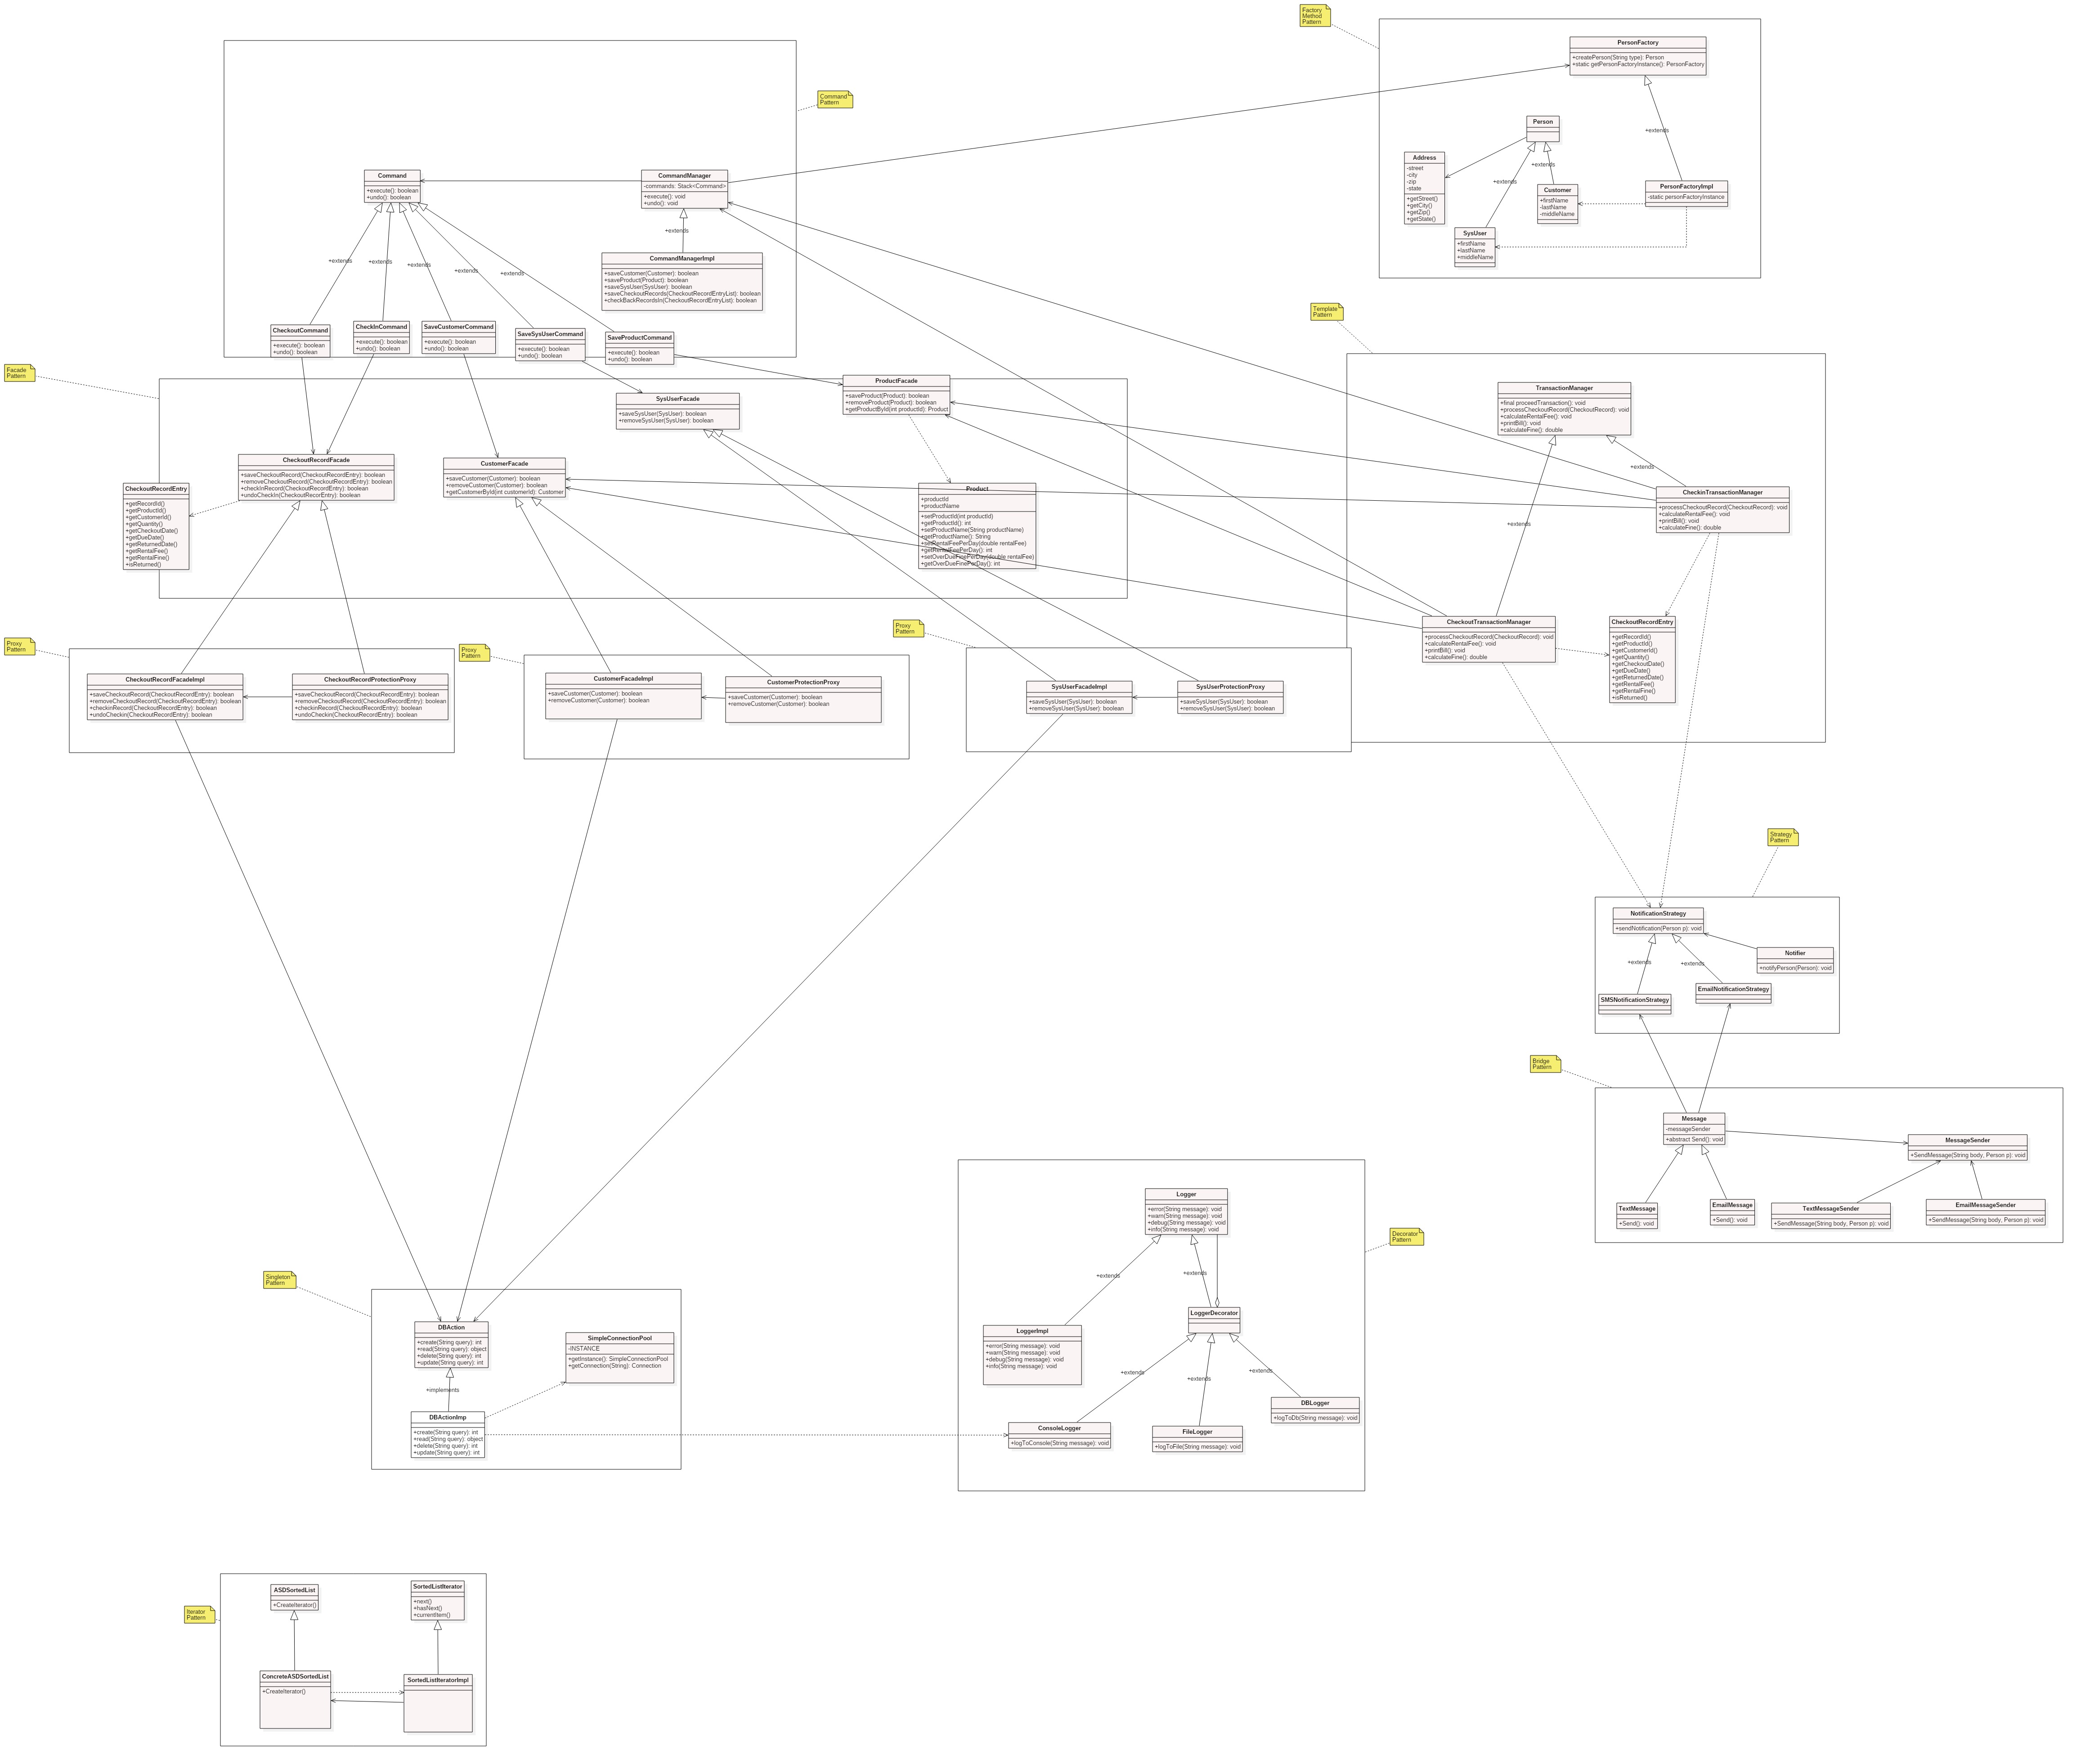 Factory
Method
Pattern
PersonFactory
+createPerson(String type): Person
+static getPersonFactoryInstance(): PersonFactory
+extends
Person
Address
-street
-city
-zip
-state
+getStreet()
+getCity()
+getZip()
+getState()
+extends
+extends
Customer
+firstName
-lastName
-middleName
PersonFactoryImpl
-static personFactoryInstance
SysUser
+firstName
+lastName
+middleName
Command
Pattern
Command
+execute(): boolean
+undo(): boolean
CommandManager
-commands: Stack<Command>
+execute(): void
+undo(): void
+extends
CommandManagerImpl
+saveCustomer(Customer): boolean
+saveProduct(Product): boolean
+saveSysUser(SysUser): boolean
+saveCheckoutRecords(CheckoutRecordEntryList): boolean
+checkBackRecordsIn(CheckoutRecordEntryList): boolean
+extends
+extends
+extends
+extends
+extends
CheckoutCommand
+execute(): boolean
+undo(): boolean
CheckInCommand
+execute(): boolean
+undo(): boolean
SaveCustomerCommand
+execute(): boolean
+undo(): boolean
SaveSysUserCommand
+execute(): boolean
+undo(): boolean
SaveProductCommand
+execute(): boolean
+undo(): boolean
Facade
Pattern
ProductFacade
+saveProduct(Product): boolean
+removeProduct(Product): boolean
+getProductById(int productId): Product
SysUserFacade
+saveSysUser(SysUser): boolean
+removeSysUser(SysUser): boolean
CheckoutRecordFacade
+saveCheckoutRecord(CheckoutRecordEntry): boolean
+removeCheckoutRecord(CheckoutRecordEntry): boolean
+checkInRecord(CheckoutRecordEntry): boolean
+undoCheckIn(CheckoutRecorEntry): boolean
CustomerFacade
+saveCustomer(Customer): boolean
+removeCustomer(Customer): boolean
+getCustomerById(int customerId): Customer
CheckoutRecordEntry
+getRecordId()
+getProductId()
+getCustomerId()
+getQuantity()
+getCheckoutDate()
+getDueDate()
+getReturnedDate()
+getRentalFee()
+getRentalFine()
+isReturned()
Product
+productId
+productName
+setProductId(int productId)
+getProductId(): int
+setProductName(String productName)
+getProductName(): String
+setRentalFeePerDay(double rentalFee)
+getRentalFeePerDay(): int
+setOverDueFinePerDay(double rentalFee)
+getOverDueFinePerDay(): int
Template
Pattern
TransactionManager
+final proceedTransaction(): void
+processCheckoutRecord(CheckoutRecord): void
+calculateRentalFee(): void
+printBill(): void
+calculateFine(): double
+extends
+extends
CheckinTransactionManager
+processCheckoutRecord(CheckoutRecord): void
+calculateRentalFee(): void
+printBill(): void
+calculateFine(): double
CheckoutTransactionManager
+processCheckoutRecord(CheckoutRecord): void
+calculateRentalFee(): void
+printBill(): void
+calculateFine(): double
CheckoutRecordEntry
+getRecordId()
+getProductId()
+getCustomerId()
+getQuantity()
+getCheckoutDate()
+getDueDate()
+getReturnedDate()
+getRentalFee()
+getRentalFine()
+isReturned()
Proxy
Pattern
CheckoutRecordFacadeImpl
+saveCheckoutRecord(CheckoutRecordEntry): boolean
+removeCheckoutRecord(CheckoutRecordEntry): boolean
+checkinRecord(CheckoutRecordEntry): boolean
+undoCheckin(CheckoutRecordEntry): boolean
CheckoutRecordProtectionProxy
+saveCheckoutRecord(CheckoutRecordEntry): boolean
+removeCheckoutRecord(CheckoutRecordEntry): boolean
+checkinRecord(CheckoutRecordEntry): boolean
+undoCheckin(CheckoutRecordEntry): boolean
Proxy
Pattern
CustomerFacadeImpl
+saveCustomer(Customer): boolean
+removeCustomer(Customer): boolean
CustomerProtectionProxy
+saveCustomer(Customer): boolean
+removeCustomer(Customer): boolean
Proxy
Pattern
SysUserFacadeImpl
+saveSysUser(SysUser): boolean
+removeSysUser(SysUser): boolean
SysUserProtectionProxy
+saveSysUser(SysUser): boolean
+removeSysUser(SysUser): boolean
Strategy
Pattern
NotificationStrategy
+sendNotification(Person p): void
Notifier
+notifyPerson(Person): void
+extends
+extends
SMSNotificationStrategy
EmailNotificationStrategy
Bridge
Pattern
Message
-messageSender
+abstract Send(): void
MessageSender
+SendMessage(String body, Person p): void
TextMessage
+Send(): void
EmailMessage
+Send(): void
TextMessageSender
+SendMessage(String body, Person p): void
EmailMessageSender
+SendMessage(String body, Person p): void
Decorator
Pattern
Logger
+error(String message): void
+warn(String message): void
+debug(String message): void
+info(String message): void
+extends
+extends
LoggerDecorator
LoggerImpl
+error(String message): void
+warn(String message): void
+debug(String message): void
+info(String message): void
+extends
+extends
+extends
ConsoleLogger
+logToConsole(String message): void
FileLogger
+logToFile(String message): void
DBLogger
+logToDb(String message): void
Singleton
Pattern
DBAction
+create(String query): int
+read(String query): object
+delete(String query): int
+update(String query): int
SimpleConnectionPool
-INSTANCE
+getInstance(): SimpleConnectionPool
+getConnection(String): Connection
+implements
DBActionImp
+create(String query): int
+read(String query): object
+delete(String query): int
+update(String query): int
Iterator
Pattern
ASDSortedList
+CreateIterator()
SortedListIterator
+next()
+hasNext()
+currentItem()
ConcreteASDSortedList
+CreateIterator()
SortedListIteratorImpl